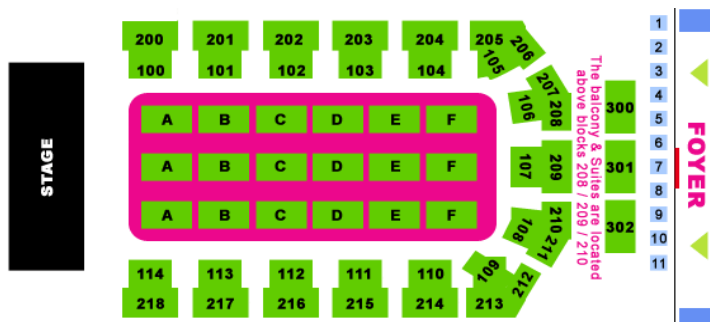 200 201 202 203 204 205 206
100 101 102 103 104 105
207
208
106
300
A B C D E F
A B C D E F
A B C D E F
107
209
301
210
108
211
302
114 113 112 111 110 109
218 217 216 215 214 213 212
STAGE
The balcony & Suites are located
above blocks 208 / 209 / 210
1
2
3
4
5
6
7
8
9
10
11
FOYER